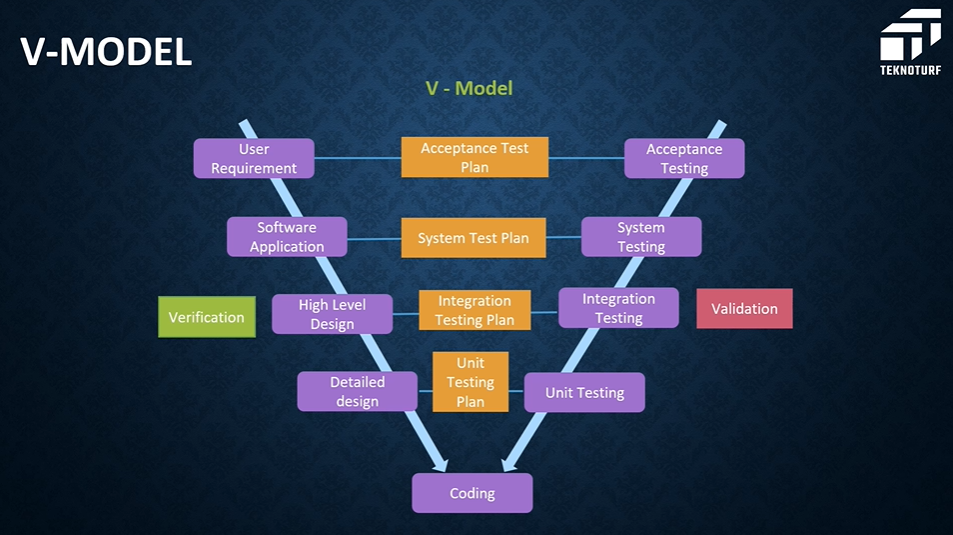 V-MODEL
TEKNOTURF
V - Model
User
Requirement
Acceptance Test
Plan
Acceptance
Testing
Software
Application
System Test Plan
System
Testing
Verification
High Level
Design
Integration
Testing Plan
Integration
Testing
Validation
Detailed
design
Unit
Testing
Plan
Unit Testing
Coding